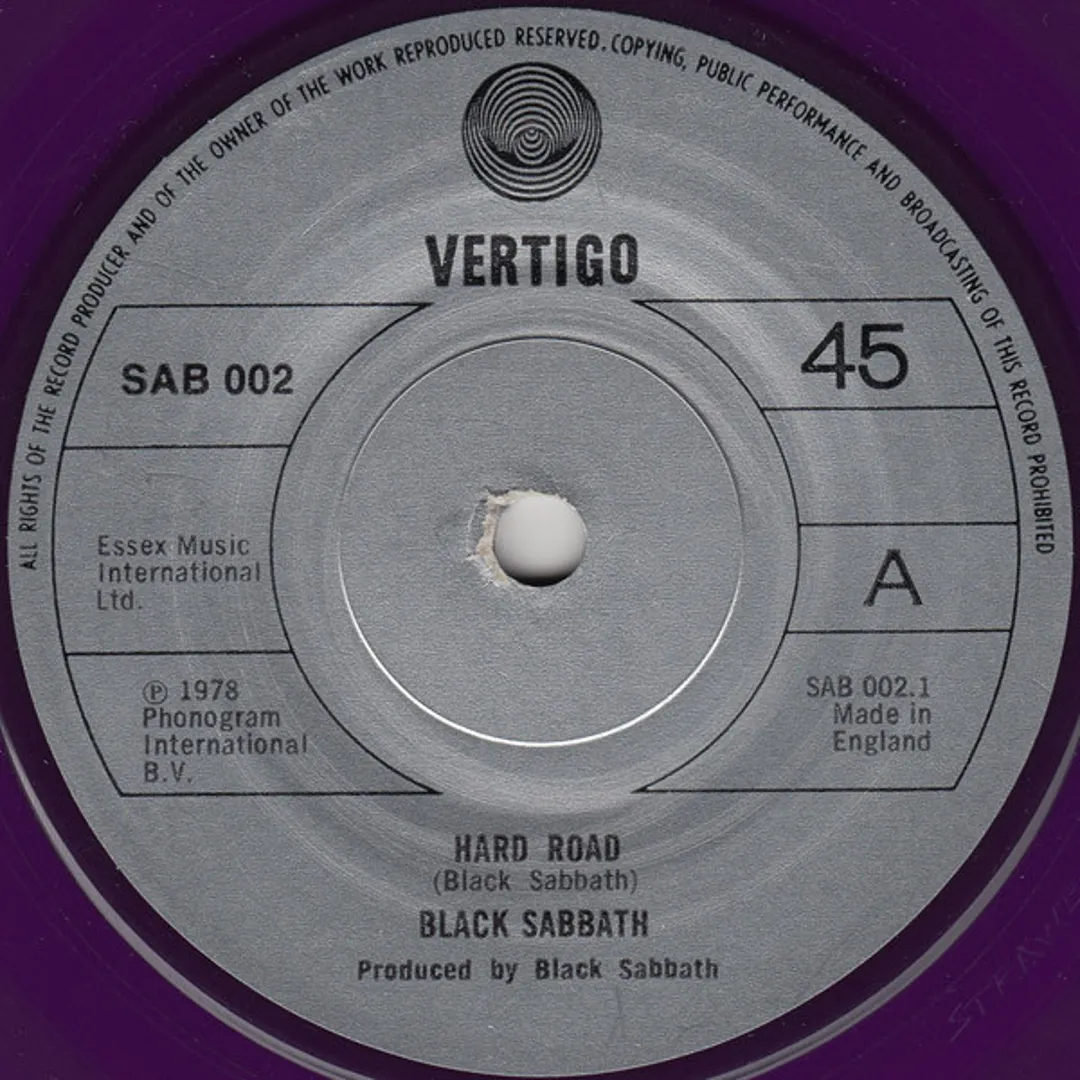 ALL RIGHTS OF THE RECORD PRODUCER AND OF THE OWNER OF THE WORK REPRODUCED RESERVED. COPYING, PUBLIC PERFORMANCE AND BROADCASTING OF THIS RECORD PROHIBITED
VERTIGO
SAB 002
45
Essex Music
International
Ltd.
A
℗ 1978
Phonogram
International
B.V.
SAB 002.1
Made in
England
HARD ROAD
(Black Sabbath)
BLACK SABBATH
Produced by Black Sabbath